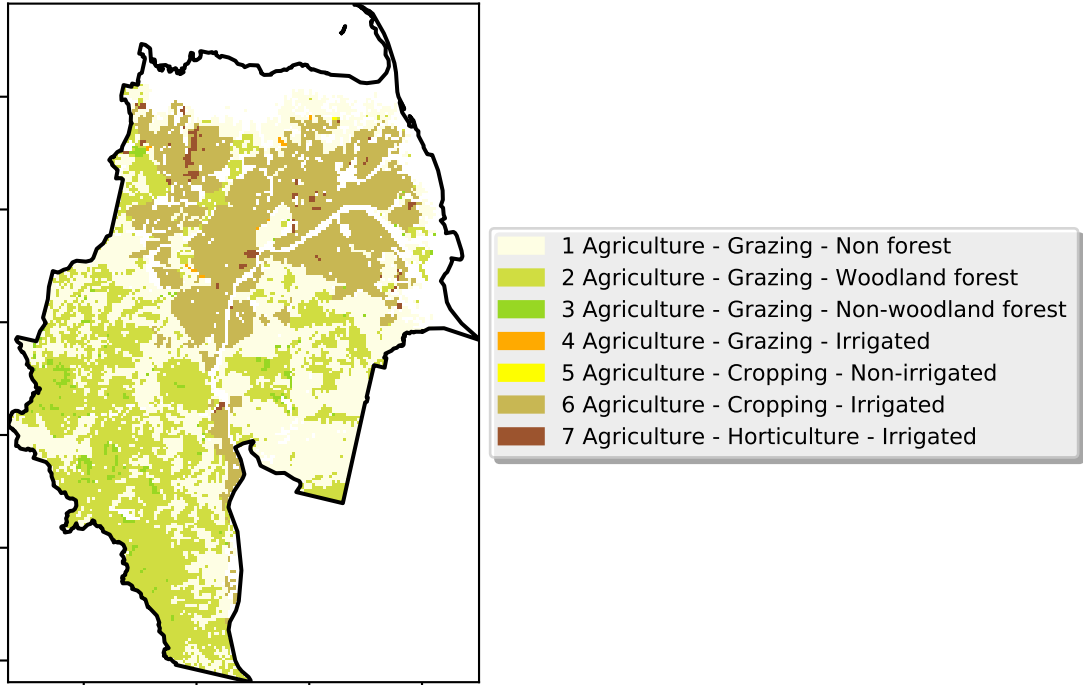 1 Agriculture - Grazing - Non forest
2 Agriculture - Grazing - Woodland forest
3 Agriculture - Grazing - Non-woodland forest
4 Agriculture - Grazing - Irrigated
5 Agriculture - Cropping - Non-irrigated
6 Agriculture - Cropping - Irrigated
7 Agriculture - Horticulture - Irrigated